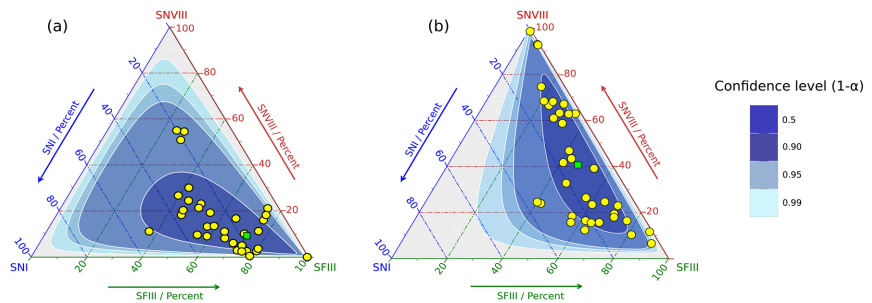 (a)
SNVIII
100
80
60
40
20
20
40
60
80
100
SNI
20
40
60
80
100
SFIII
SNI / Percent
SNVIII / Percent
SFIII / Percent
(b)
SNVIII
100
80
60
40
20
20
40
60
80
100
SNI
20
40
60
80
100
SFIII
SNI / Percent
SNVIII / Percent
SFIII / Percent
Confidence level (1-α)
0.5
0.90
0.95
0.99